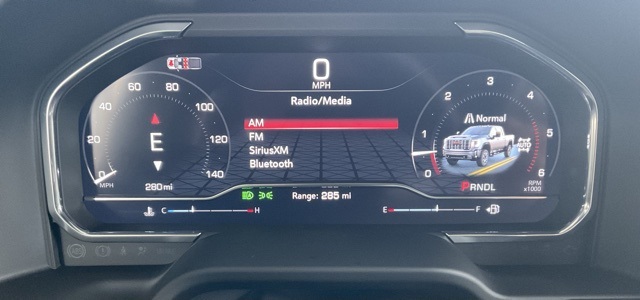 0
MPH
Radio/Media
AM
FM
SiriusXM
Bluetooth
0 20 40 60 80 100 120 140
MPH
E
280 mi
Normal
AUTO
0 1 2 3 4 5 6
PRNDL
RPM
x1000
Range: 285 mi
C H
E F